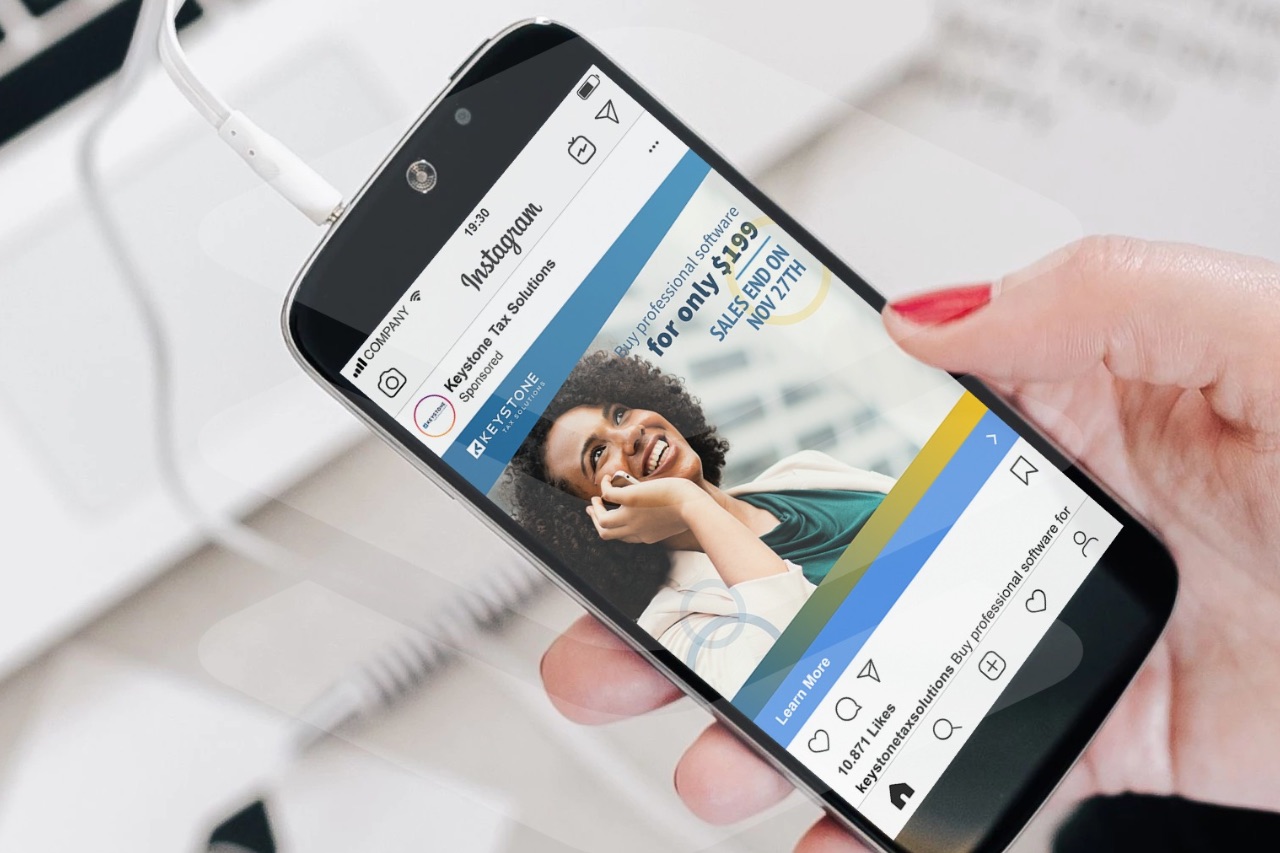 19:30
COMPANY
Instagram
Keystone Tax Solutions
Sponsored
KEYSTONE
TAX SOLUTIONS
Buy professional software
for only $199
SALES END ON
NOV 27TH
Learn More
10.871 Likes
keystonetaxsolutions Buy professional software for